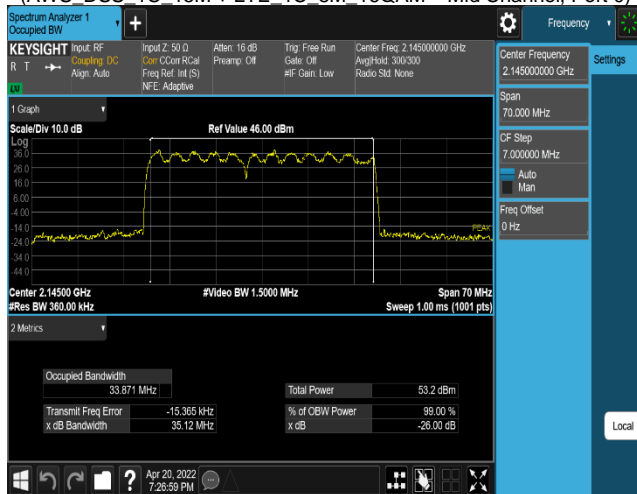 Spectrum Analyzer 1
Occupied BW
Frequency
KEYSIGHT
R T
LW
Input: RF
Coupling: DC
Align: Auto
Input Z: 50 Ω
Corr CCorr RCal
Freq Ref: Int (S)
NFE: Adaptive
Atten: 16 dB
Preamp: Off
Trig: Free Run
Gate: Off
#IF Gain: Low
Center Freq: 2.145000000 GHz
Avg|Hold: 300/300
Radio Std: None
Center Frequency
2.145000000 GHz
Settings
Span
70.000 MHz
CF Step
7.000000 MHz
Auto
Man
Freq Offset
0 Hz
Local
1 Graph
Scale/Div 10.0 dB
Ref Value 46.00 dBm
Log
36.0
26.0
16.0
6.00
-4.00
-14.0
-24.0
-34.0
-44.0
PEAK
Center 2.14500 GHz
#Video BW 1.5000 MHz
Span 70 MHz
#Res BW 360.00 kHz
Sweep 1.00 ms (1001 pts)
2 Metrics
Occupied Bandwidth
33.871 MHz
Total Power 53.2 dBm
Transmit Freq Error -15.365 kHz
% of OBW Power 99.00 %
x dB Bandwidth 35.12 MHz
x dB -26.00 dB
Apr 20, 2022
7:26:59 PM